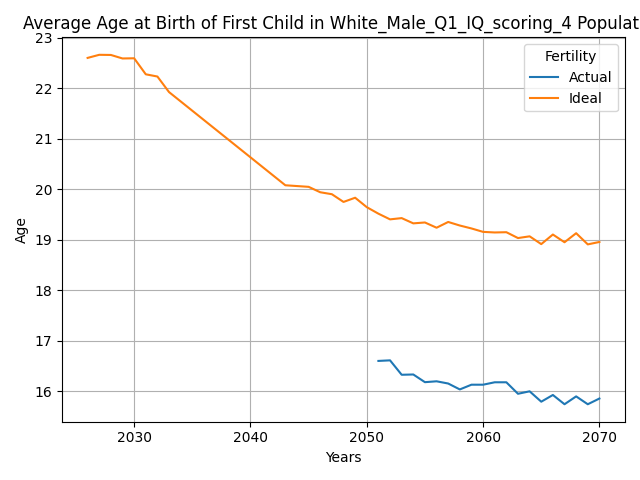 Average Age at Birth of First Child in White_Male_Q1_IQ_scoring_4 Populat
23
22
21
20
19
18
17
16
Age
Fertility
Actual
Ideal
2030 2040 2050 2060 2070
Years